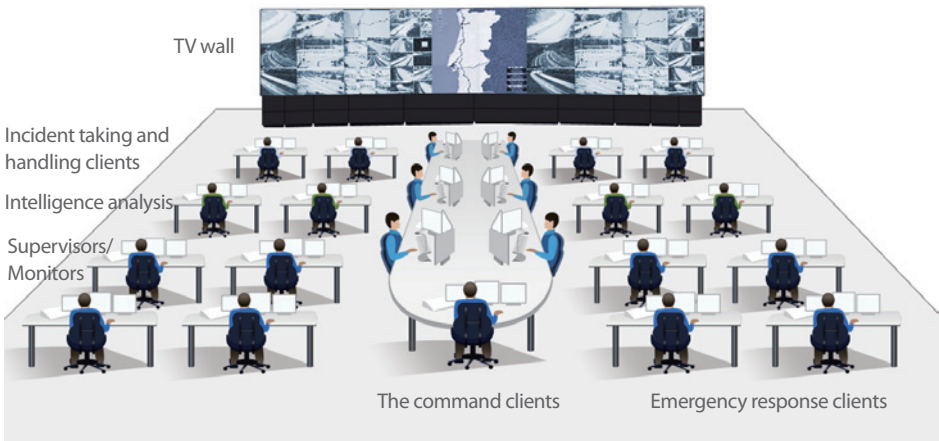 TV wall
Incident taking and
handling clients
Intelligence analysis
Supervisors/
Monitors
The command clients
Emergency response clients